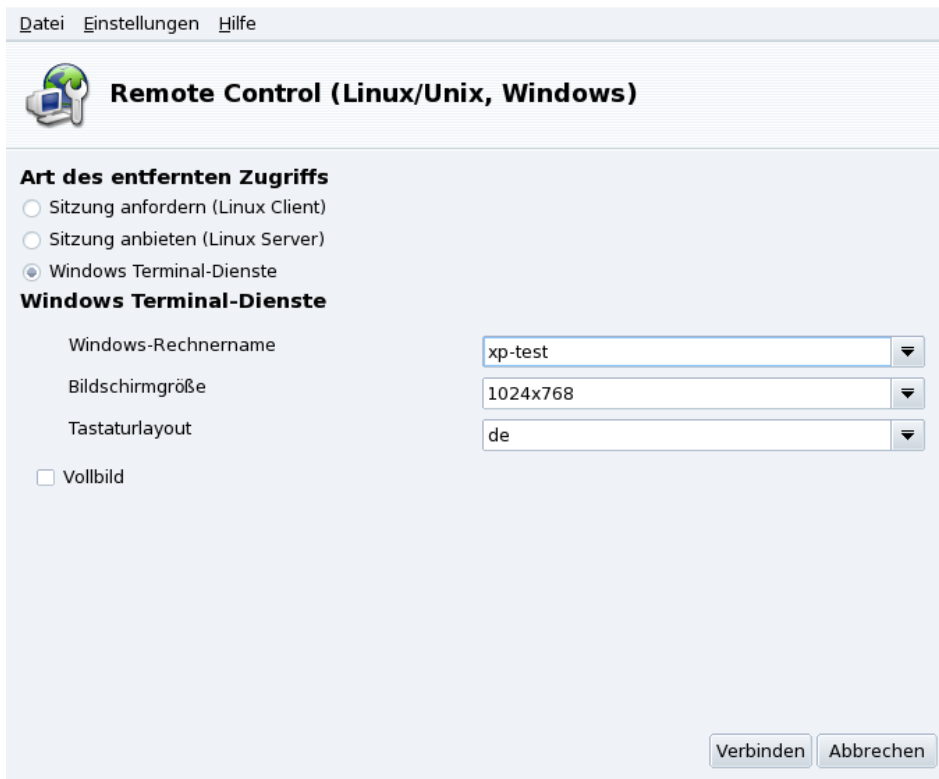 Datei Einstellungen Hilfe
Remote Control (Linux/Unix, Windows)
Art des entfernten Zugriffs
Sitzung anfordern (Linux Client)
Sitzung anbieten (Linux Server)
Windows Terminal-Dienste
Windows Terminal-Dienste
Windows-Rechnername xp-test
Bildschirmgröße 1024x768
Tastaturlayout de
Vollbild
Verbinden Abbrechen